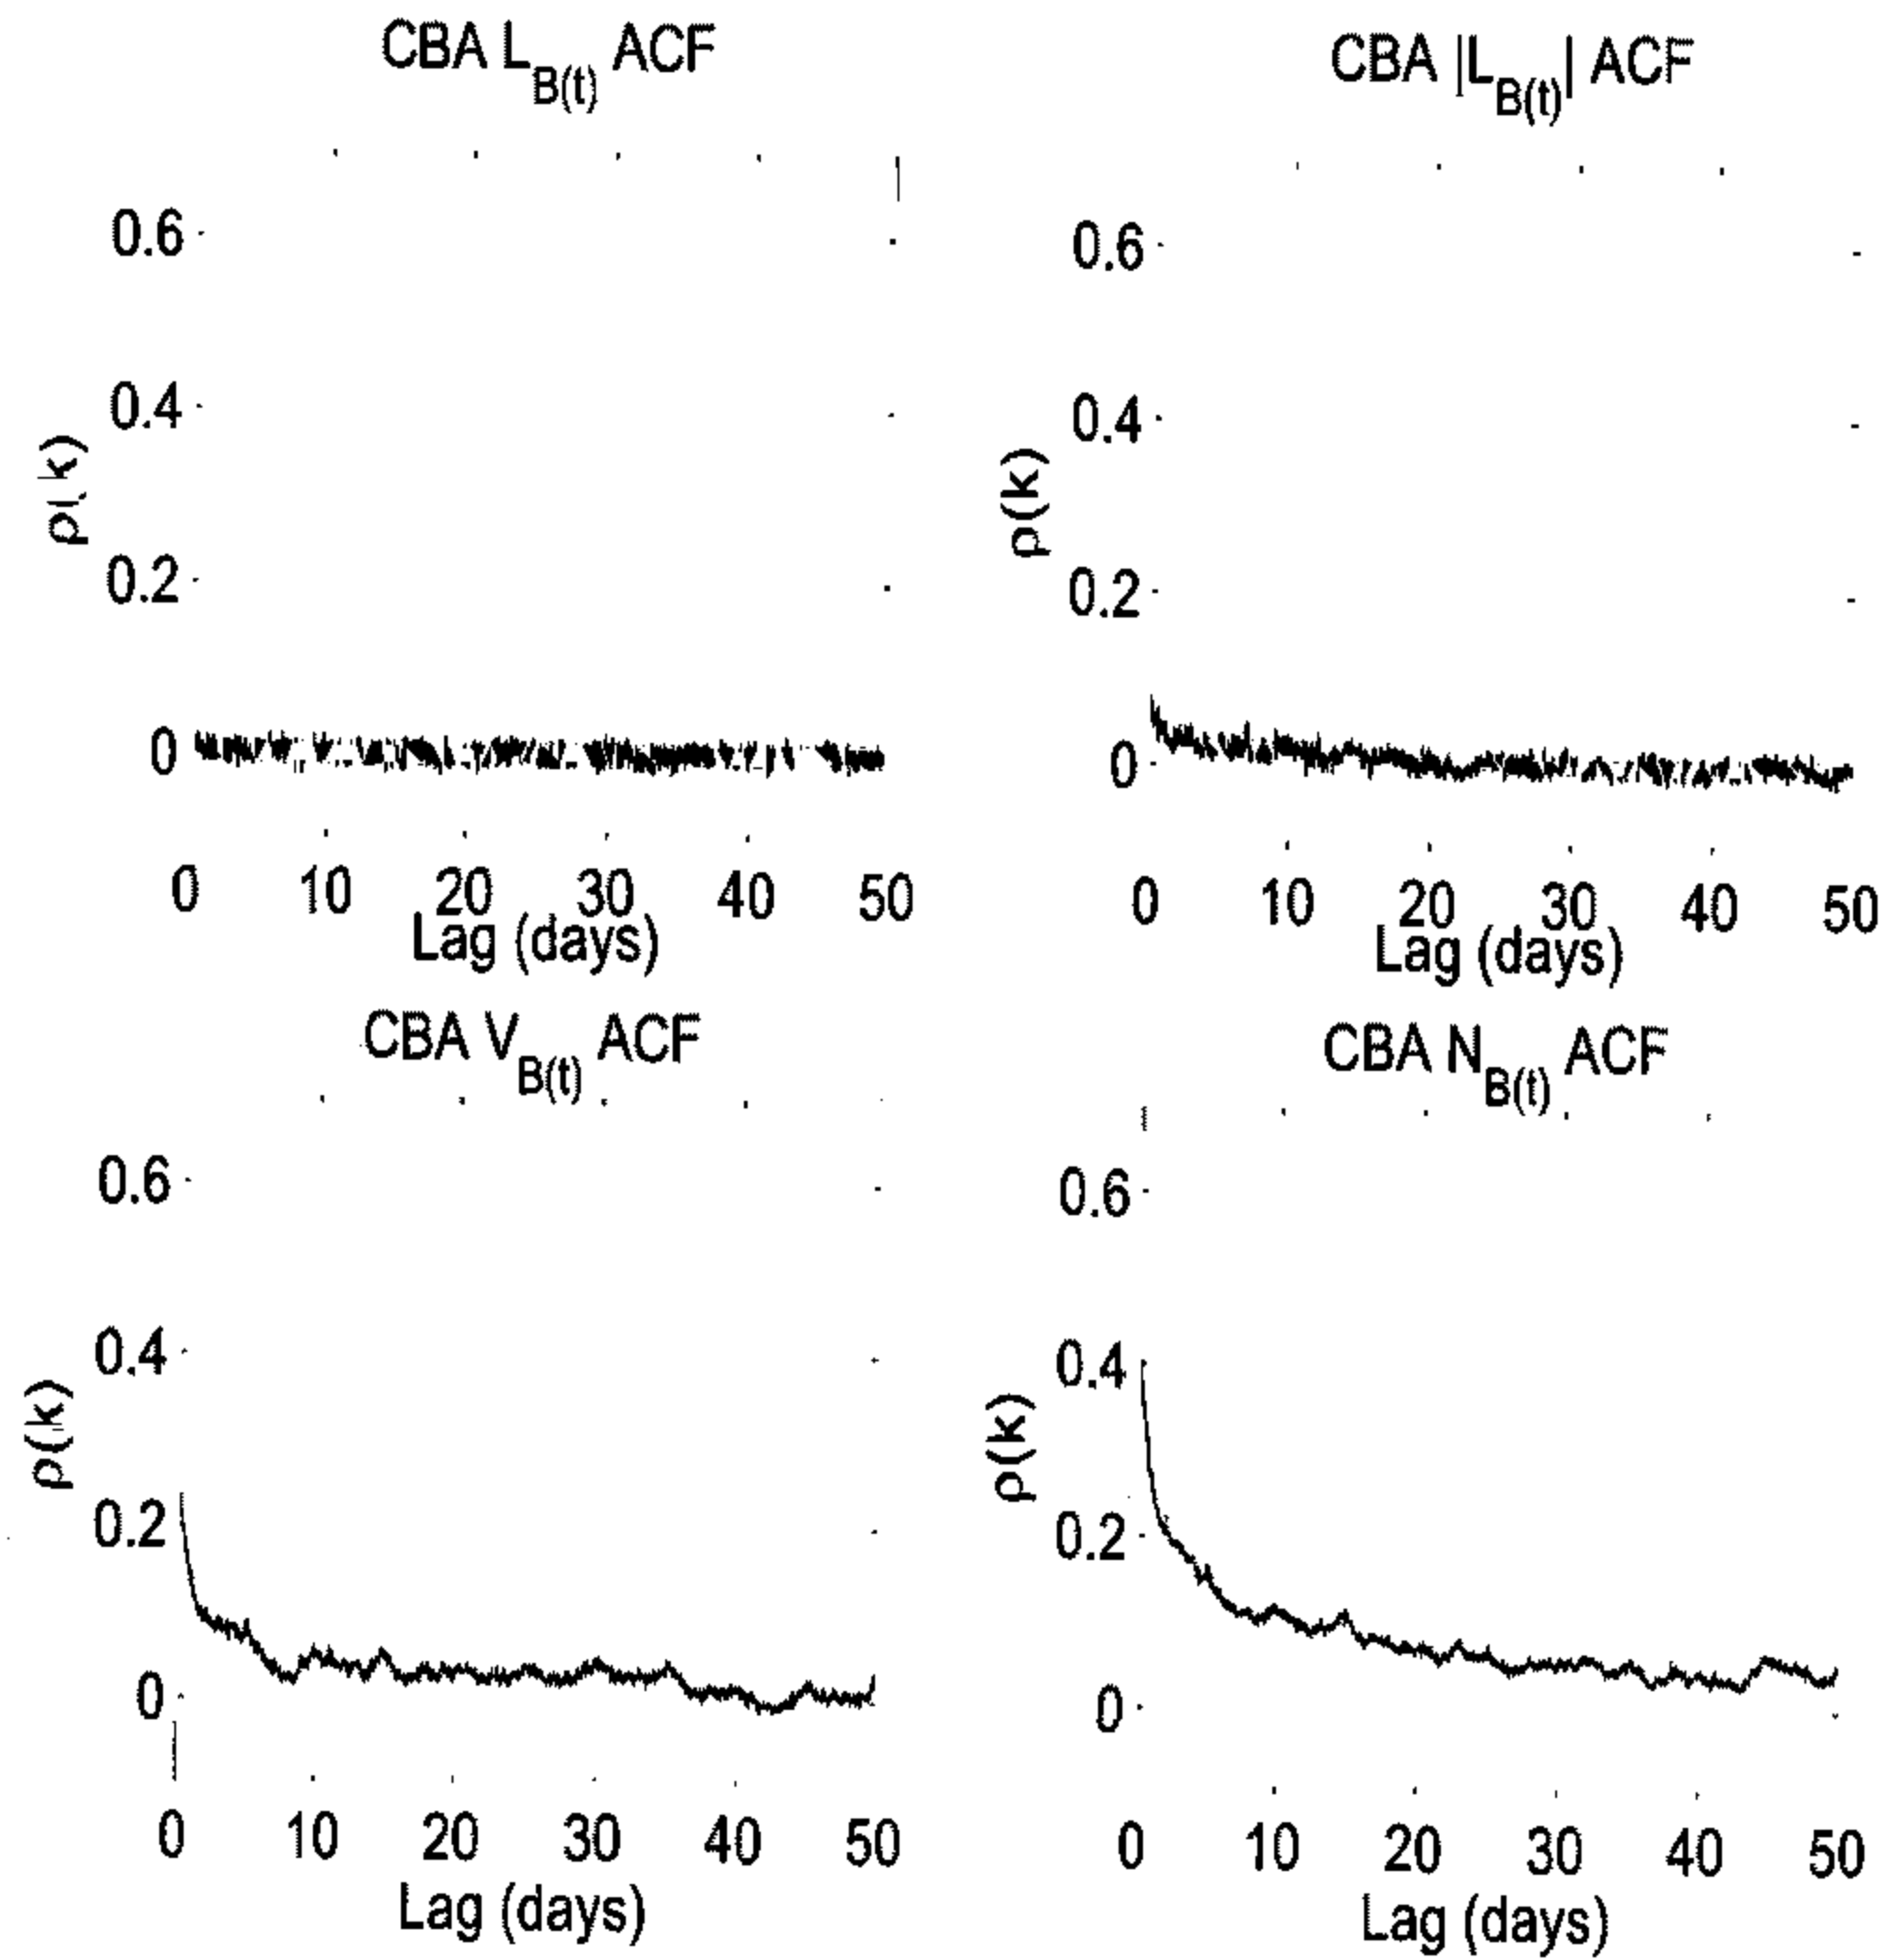 CBA L_B(t) ACF
0.6
0.4
0.2
0
ρ(k)
0 10 20 30 40 50
Lag (days)
CBA |L_B(t)| ACF
0.6
0.4
0.2
0
ρ(k)
0 10 20 30 40 50
Lag (days)
CBA V_B(t) ACF
0.6
0.4
0.2
0
ρ(k)
0 10 20 30 40 50
Lag (days)
CBA N_B(t) ACF
0.6
0.4
0.2
0
ρ(k)
0 10 20 30 40 50
Lag (days)